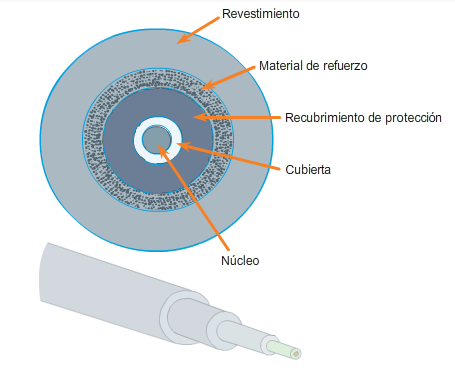 Revestimiento
Material de refuerzo
Recubrimiento de protección
Cubierta
Núcleo